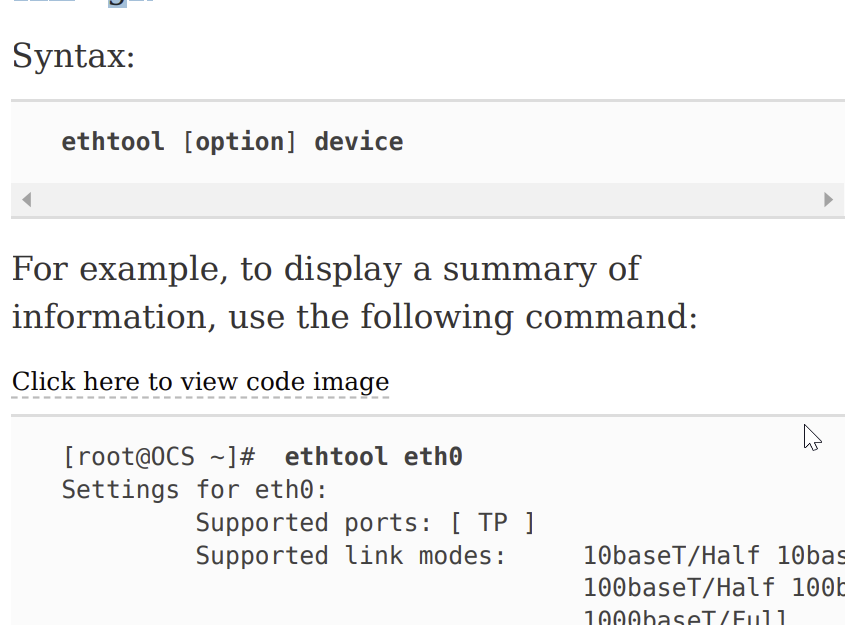 Syntax:
ethtool [option] device
For example, to display a summary of
information, use the following command:
Click here to view code image
[root@OCS ~]#  ethtool eth0
Settings for eth0:
Supported ports: [ TP ]
Supported link modes: 10baseT/Half 10bas
100baseT/Half 100b
1000baseT/Full